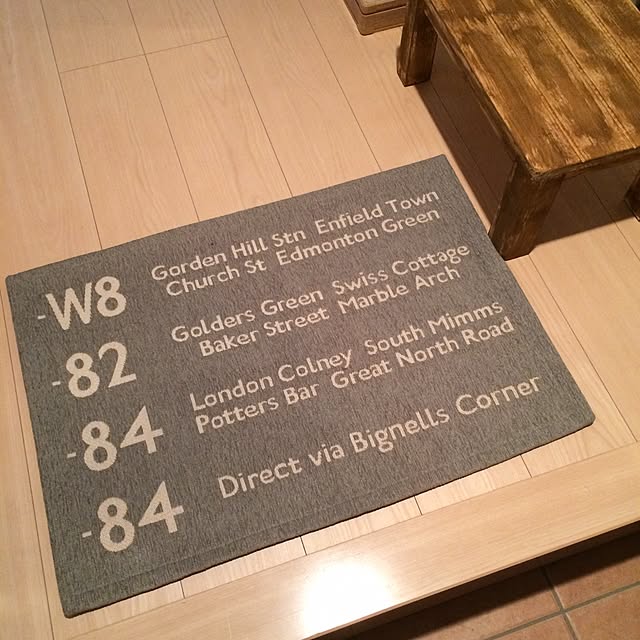 -W8 Gorden Hill Stn Enfield Town
Church St Edmonton Green
-82 Golders Green Swiss Cottage
Baker Street Marble Arch
-84 London Colney South Mimms
Potters Bar Great North Road
-84 Direct via Bignells Corner